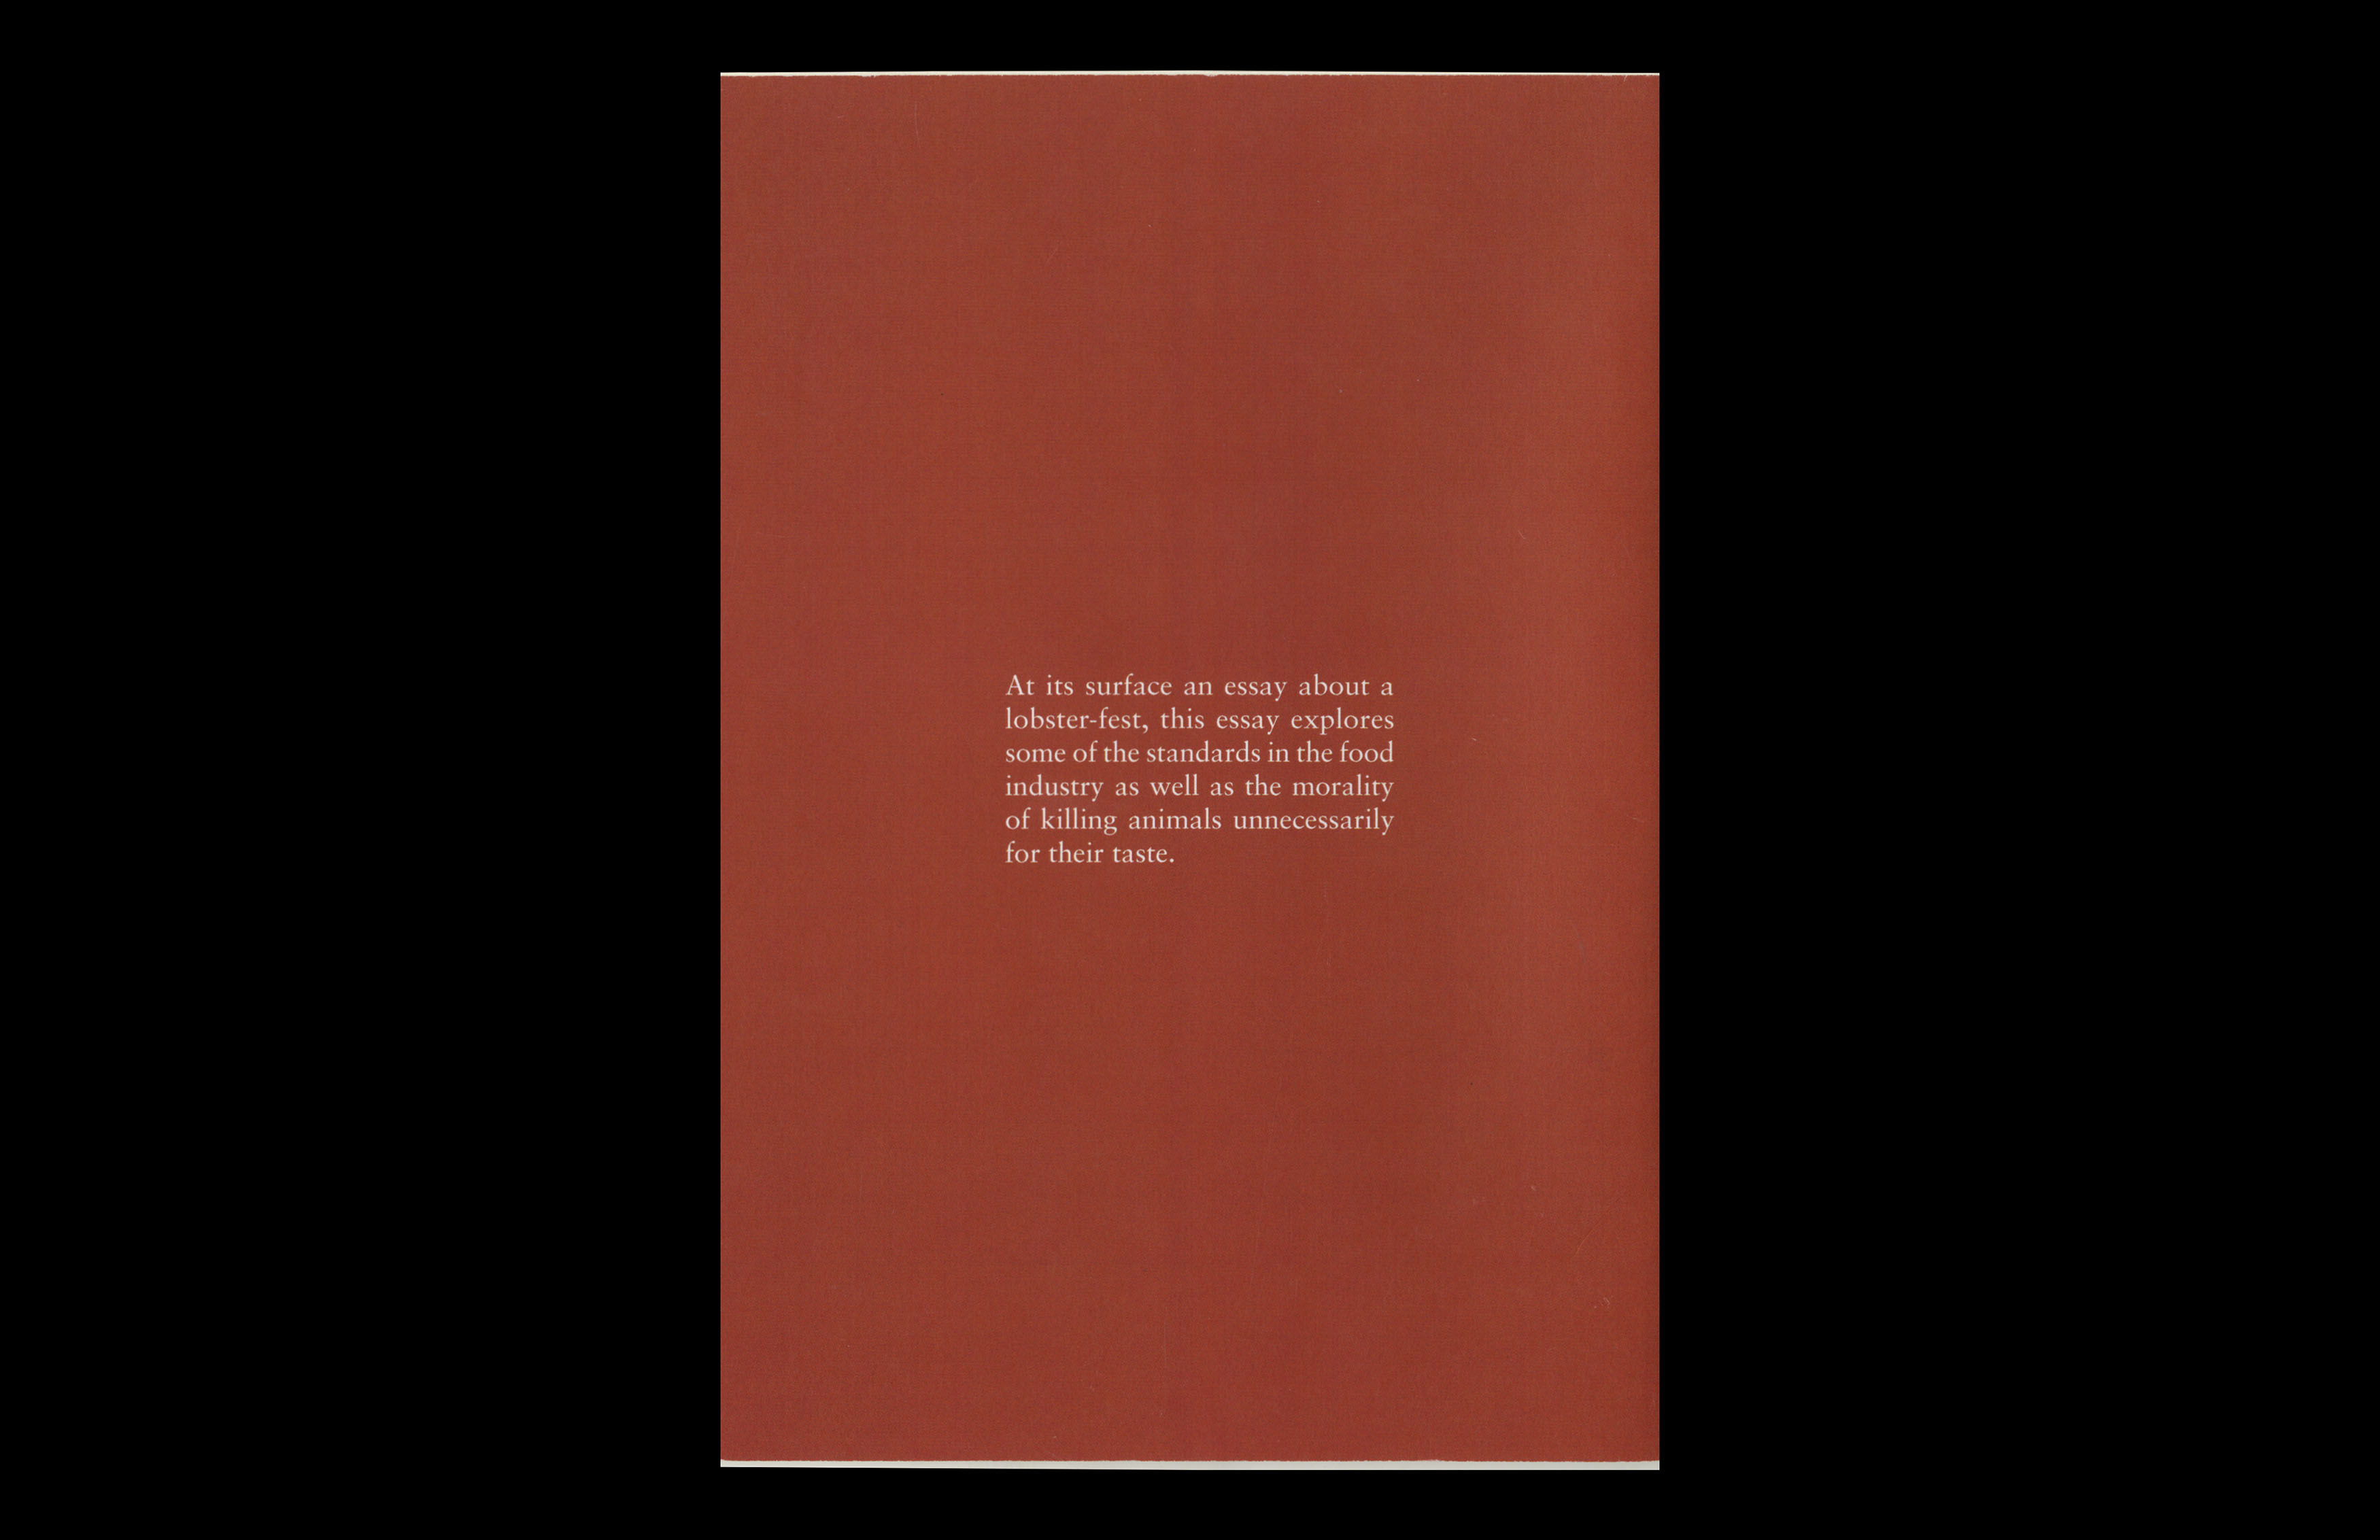 At its surface an essay about a
lobster-fest, this essay explores
some of the standards in the food
industry as well as the morality
of killing animals unnecessarily
for their taste.